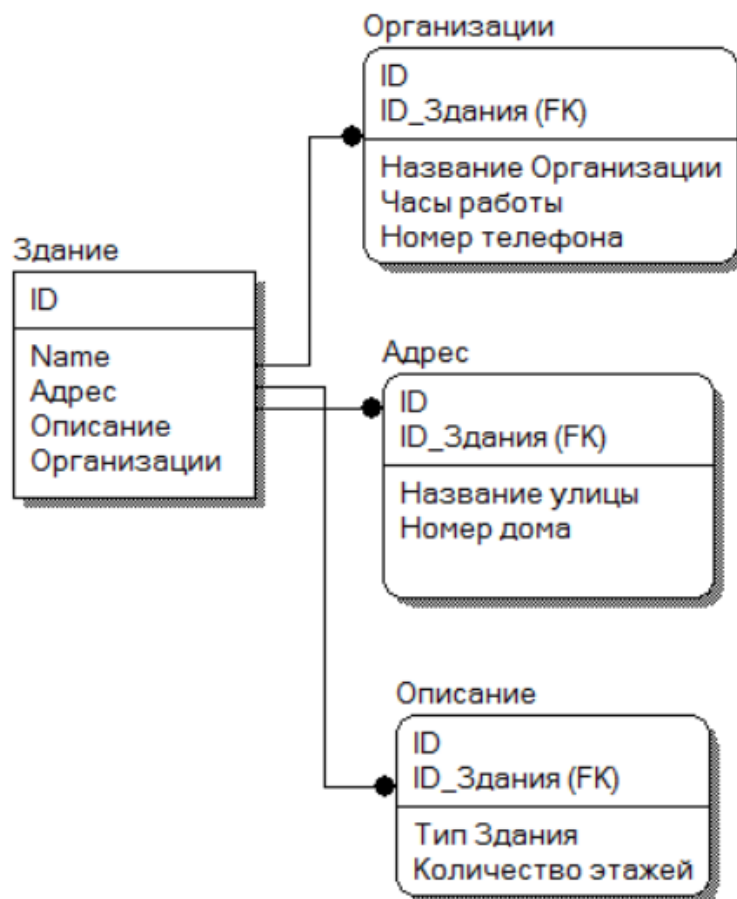 Организации
ID
ID_Здания (FK)
Название Организации
Часы работы
Номер телефона
Здание
ID
Name
Адрес
Описание
Организации
Адрес
ID
ID_Здания (FK)
Название улицы
Номер дома
Описание
ID
ID_Здания (FK)
Тип Здания
Количество этажей